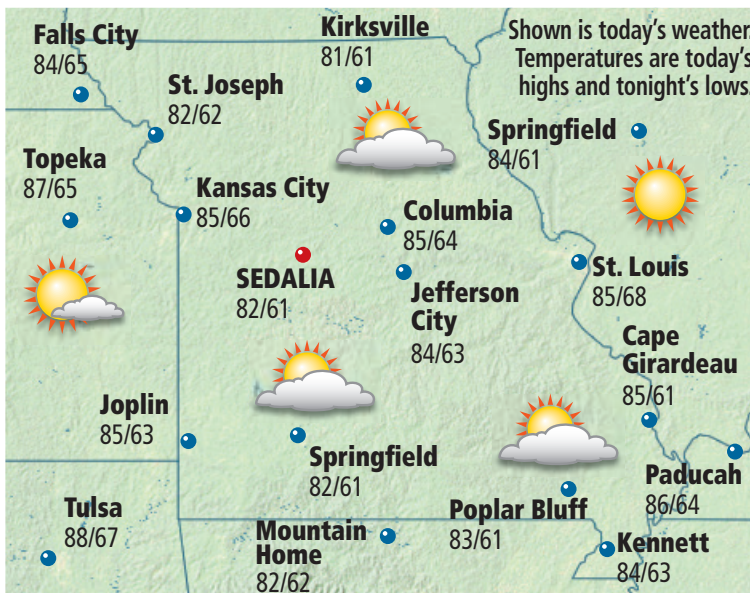 Falls City
84/65
Kirksville
81/61
Shown is today's weather.
Temperatures are today's
highs and tonight's lows.
St. Joseph
82/62
Springfield
84/61
Topeka
87/65
Kansas City
85/66
Columbia
85/64
SEDALIA
82/61
Jefferson
City
84/63
St. Louis
85/68
Cape
Girardeau
85/61
Joplin
85/63
Springfield
82/61
Paducah
86/64
Tulsa
88/67
Mountain
Home
82/62
Poplar Bluff
83/61
Kennett
84/63